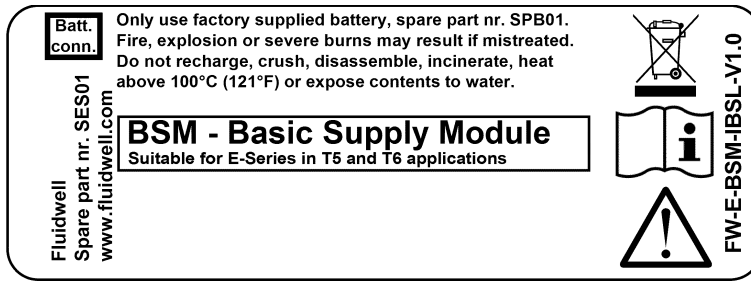 Batt.
conn.
Only use factory supplied battery, spare part nr. SPB01.
Fire, explosion or severe burns may result if mistreated.
Do not recharge, crush, disassemble, incinerate, heat
above 100°C (121°F) or expose contents to water.
BSM - Basic Supply Module
Suitable for E-Series in T5 and T6 applications
Fluidwell
Spare part nr. SES01
www.fluidwell.com
FW-E-BSM-IBSL-V1.0